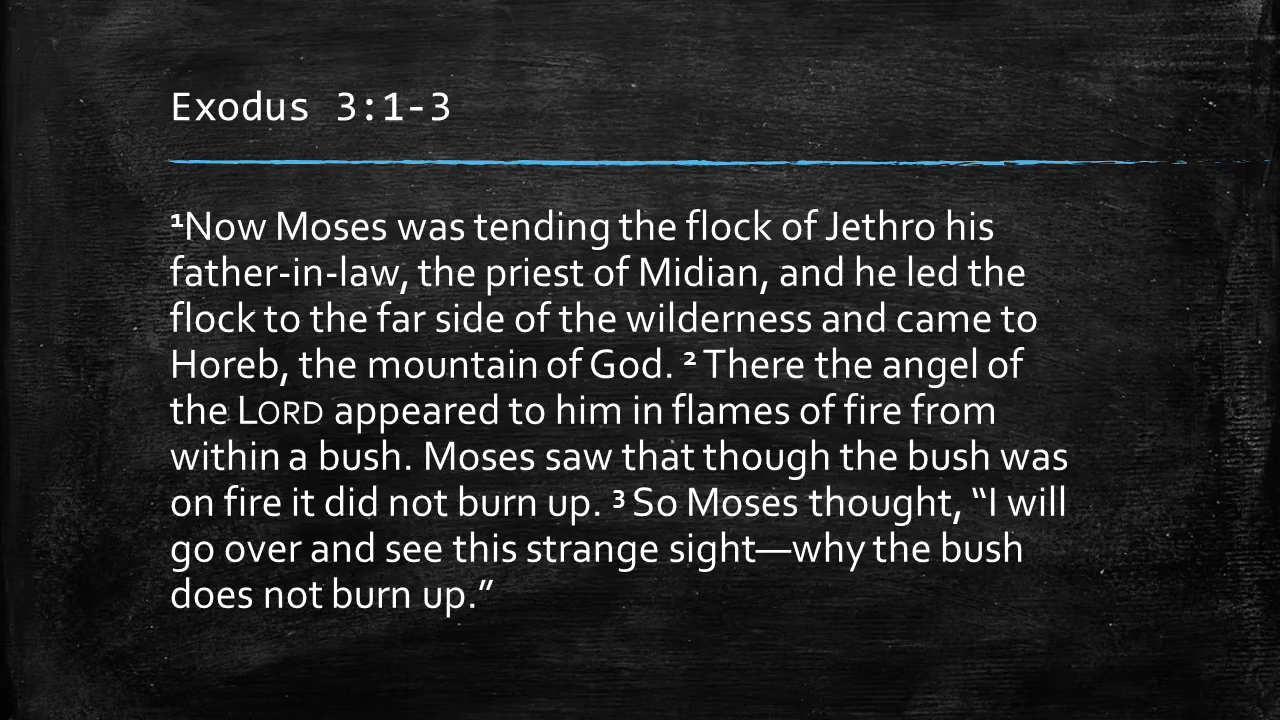 Exodus 3:1-3
¹Now Moses was tending the flock of Jethro his
father-in-law, the priest of Midian, and he led the
flock to the far side of the wilderness and came to
Horeb, the mountain of God. ² There the angel of
the LORD appeared to him in flames of fire from
within a bush. Moses saw that though the bush was
on fire it did not burn up. ³ So Moses thought, “I will
go over and see this strange sight—why the bush
does not burn up.”